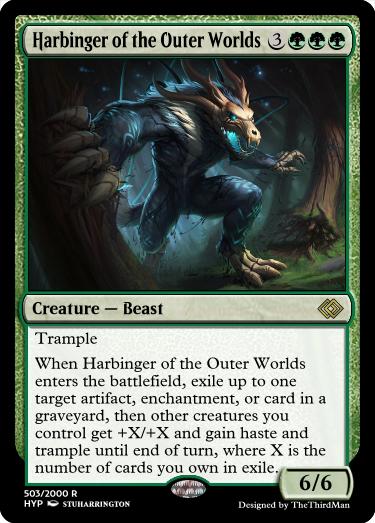 Harbinger of the Outer Worlds 3
Creature — Beast
Trample
When Harbinger of the Outer Worlds
enters the battlefield, exile up to one
target artifact, enchantment, or card in a
graveyard, then other creatures you
control get +X/+X and gain haste and
trample until end of turn, where X is the
number of cards you own in exile.
6/6
503/2000 R
HYP STUHARRINGTON
Designed by TheThirdMan